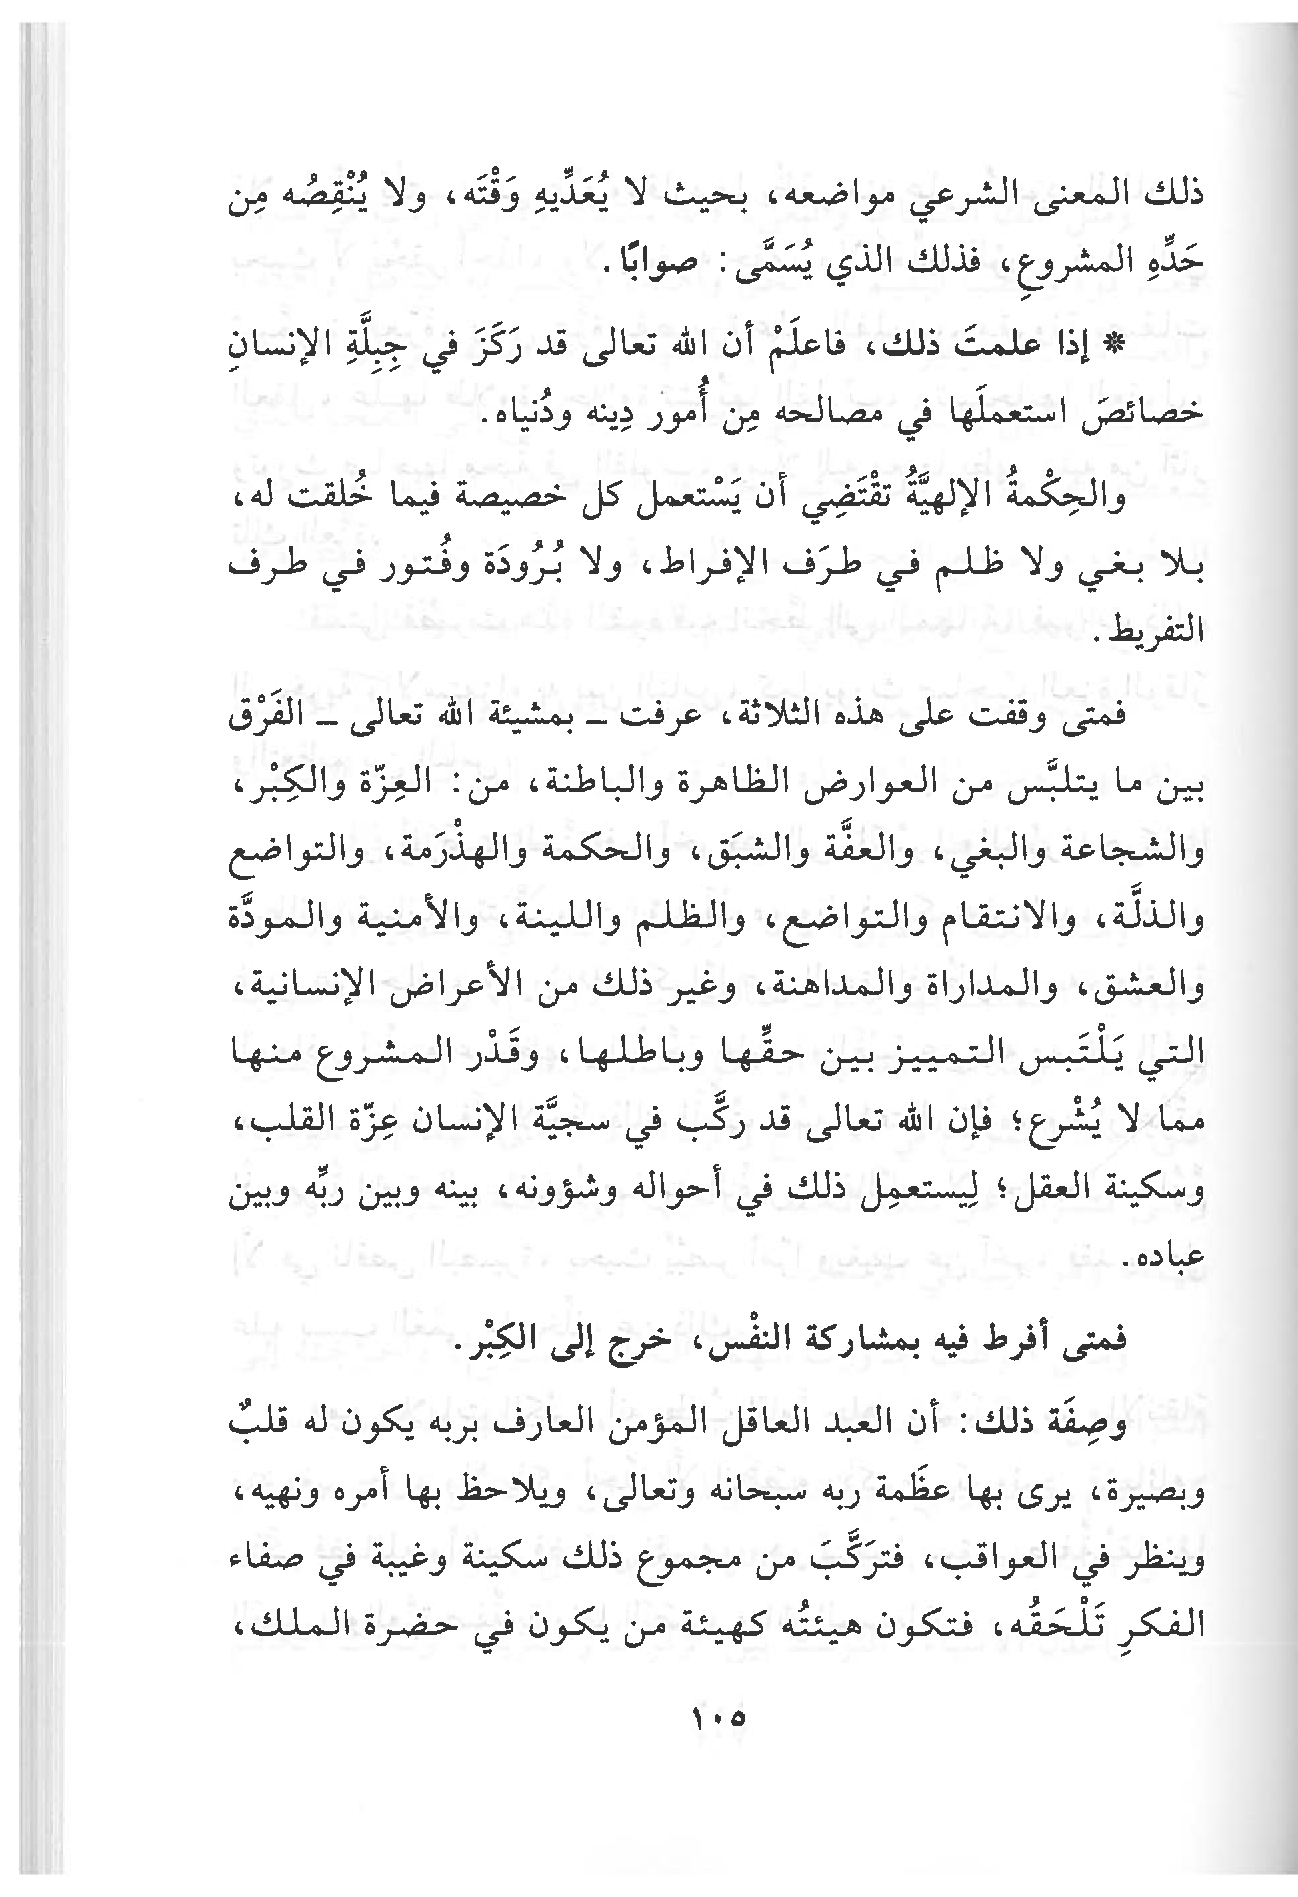 ذلك المعنى الشرعي مواضعه، بحيث لا يُعَدِّيهِ وَقْتَه، ولا يُنْقِصُه مِن
حَدِّهِ المشروعِ، فذلك الذي يُسَمَّى: صوابًا.
* إذا علمتَ ذلك، فاعلَمْ أن الله تعالى قد رَكَزَ في جِبِلَّةِ الإنسانِ
خصائصَ استعملَها في مصالحه مِن أُمور دِينه ودُنياه.
والحِكْمةُ الإلهيَّةُ تقْتَضِي أن يَسْتعمل كل خصيصة فيما خُلقت له،
بلا بغي ولا ظلم في طرَف الإفراط، ولا بُرُودَة وفُتور في طرف
التفريط.
فمتى وقفت على هذه الثلاثة، عرفت - بمشيئة الله تعالى - الفَرْق
بين ما يتلبَّس من العوارض الظاهرة والباطنة، من: العِزّة والكِبْر،
والشجاعة والبغي، والعفَّة والشبَق، والحكمة والهذْرَمة، والتواضع
والذلَّة، والانتقام والتواضع، والظلم واللينة، والأمنية والمودَّة
والعشق، والمداراة والمداهنة، وغير ذلك من الأعراض الإنسانية،
التي يَلْتَبس التمييز بين حقِّها وباطلها، وقَدْر المشروع منها
مما لا يُشْرع؛ فإن الله تعالى قد ركَّب في سجيَّة الإنسان عِزّة القلب،
وسكينة العقل؛ لِيستعمِل ذلك في أحواله وشؤونه، بينه وبين ربِّه وبين
عباده.
فمتى أفرط فيه بمشاركة النفْس، خرج إلى الكِبْر.
وصِفَة ذلك: أن العبد العاقل المؤمن العارف بربه يكون له قلبٌ
وبصيرة، يرى بها عظَمة ربه سبحانه وتعالى، ويلاحظ بها أمره ونهيه،
وينظر في العواقب، فترَكَّبَ من مجموع ذلك سكينة وغيبة في صفاء
الفكرِ تَلْحَقُه، فتكون هيئتُه كهيئة من يكون في حضرة الملك،
١٠٥